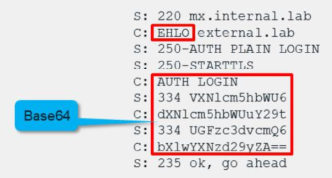 S: 220 mx.internal.lab
C: EHLO external.lab
S: 250-AUTH PLAIN LOGIN
S: 250-STARTTLS
C: AUTH LOGIN
S: 334 VXNlcm5hbWU6
C: dXNlcm5hbWUuY29t
S: 334 UGFzc3dvcmQ6
C: bXlwYXNzd29yZA==
S: 235 ok, go ahead
Base64